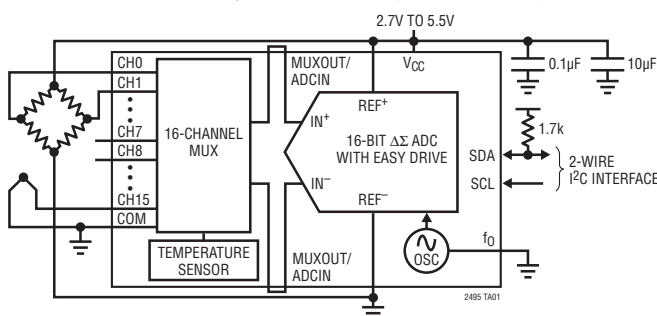 2.7V TO 5.5V
CH0
CH1
CH7
CH8
CH15
COM
16-CHANNEL
MUX
TEMPERATURE
SENSOR
MUXOUT/
ADCIN
MUXOUT/
ADCIN
VCC
REF+
IN+
16-BIT ΔΣ ADC
WITH EASY DRIVE
IN–
REF–
OSC
fO
SDA
SCL
0.1µF
10µF
1.7k
2-WIRE
I2C INTERFACE
2495 TA01